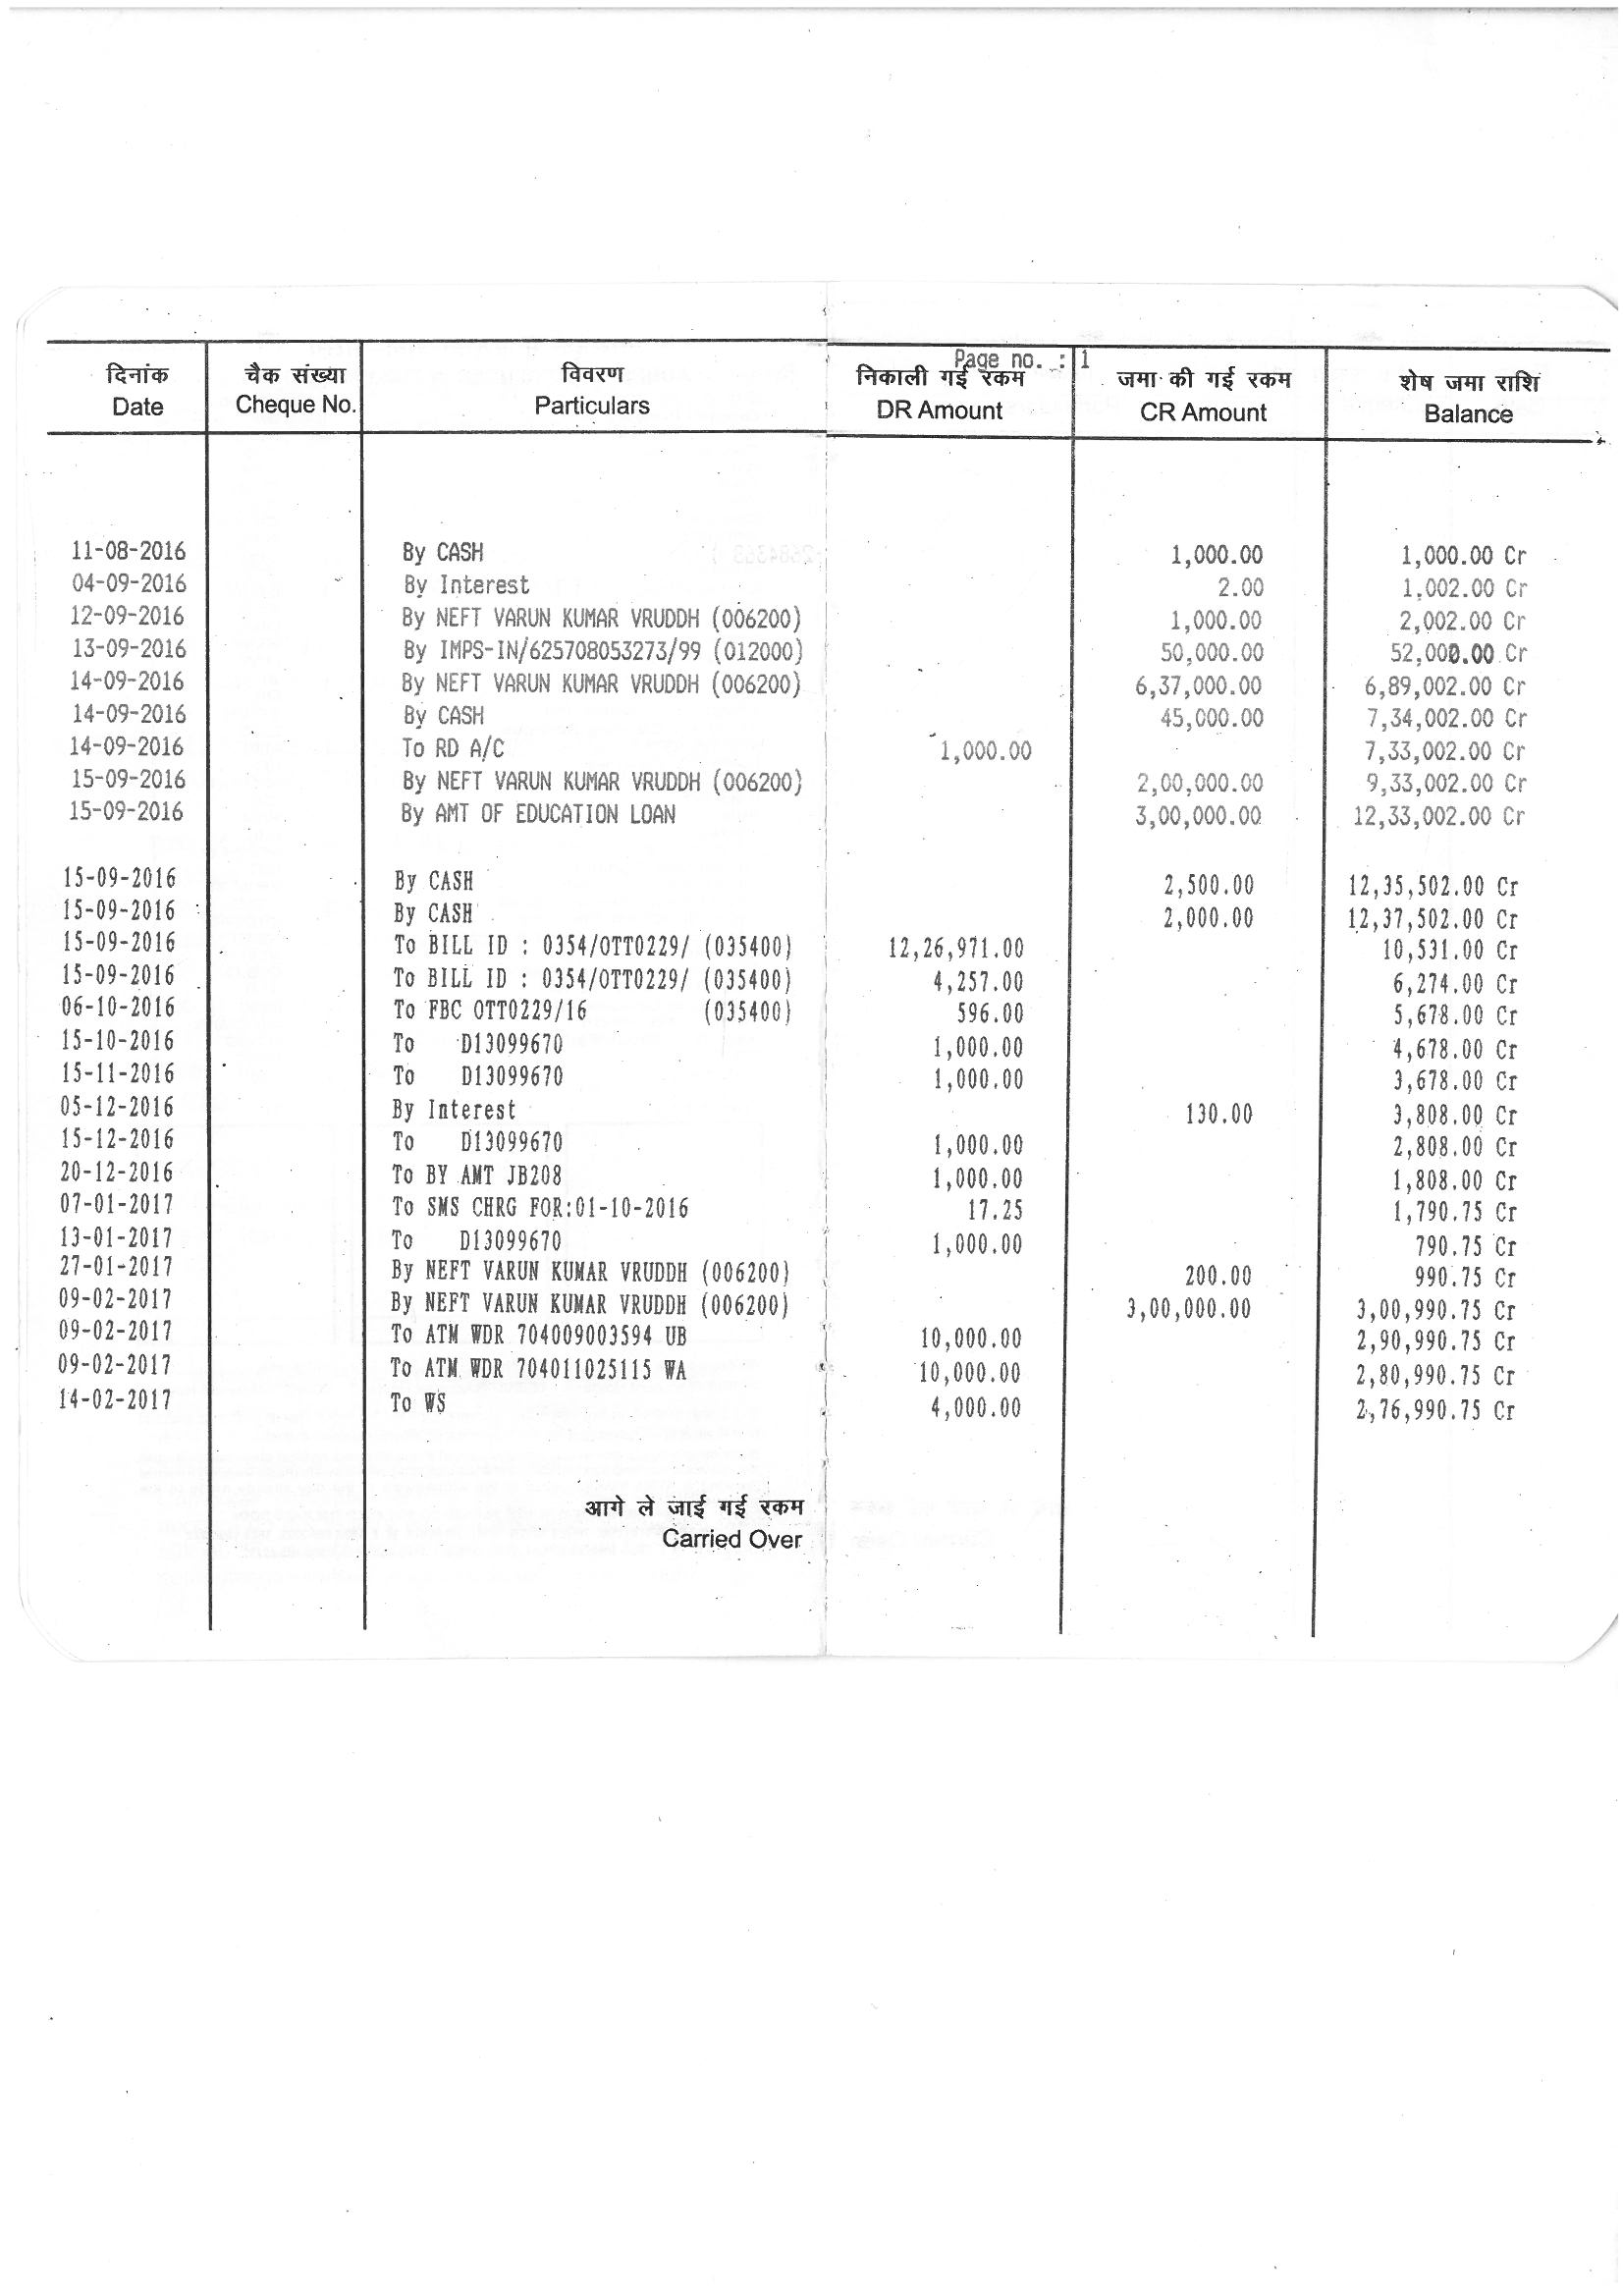 Page no. : 1
दिनांक चैक संख्या विवरण निकाली गई रकम जमा की गई रकम शेष जमा राशि
Date Cheque No. Particulars DR Amount CR Amount Balance
11-08-2016 By CASH 1,000.00 1,000.00 Cr
04-09-2016 By Interest 2.00 1,002.00 Cr
12-09-2016 By NEFT VARUN KUMAR VRUDDH (006200) 1,000.00 2,002.00 Cr
13-09-2016 By IMPS-IN/625708053273/99 (012000) 50,000.00 52,000.00 Cr
14-09-2016 By NEFT VARUN KUMAR VRUDDH (006200) 6,37,000.00 6,89,002.00 Cr
14-09-2016 By CASH 45,000.00 7,34,002.00 Cr
14-09-2016 To RD A/C 1,000.00 7,33,002.00 Cr
15-09-2016 By NEFT VARUN KUMAR VRUDDH (006200) 2,00,000.00 9,33,002.00 Cr
15-09-2016 By AMT OF EDUCATION LOAN 3,00,000.00 12,33,002.00 Cr
15-09-2016 By CASH 2,500.00 12,35,502.00 Cr
15-09-2016 By CASH 2,000.00 12,37,502.00 Cr
15-09-2016 To BILL ID : 0354/OTT0229/ (035400) 12,26,971.00 10,531.00 Cr
15-09-2016 To BILL ID : 0354/OTT0229/ (035400) 4,257.00 6,274.00 Cr
06-10-2016 To FBC OTT0229/16 (035400) 596.00 5,678.00 Cr
15-10-2016 To D13099670 1,000.00 4,678.00 Cr
15-11-2016 To D13099670 1,000.00 3,678.00 Cr
05-12-2016 By Interest 130.00 3,808.00 Cr
15-12-2016 To D13099670 1,000.00 2,808.00 Cr
20-12-2016 To BY AMT JB208 1,000.00 1,808.00 Cr
07-01-2017 To SMS CHRG FOR:01-10-2016 17.25 1,790.75 Cr
13-01-2017 To D13099670 1,000.00 790.75 Cr
27-01-2017 By NEFT VARUN KUMAR VRUDDH (006200) 200.00 990.75 Cr
09-02-2017 By NEFT VARUN KUMAR VRUDDH (006200) 3,00,000.00 3,00,990.75 Cr
09-02-2017 To ATM WDR 704009003594 UB 10,000.00 2,90,990.75 Cr
09-02-2017 To ATM WDR 704011025115 WA 10,000.00 2,80,990.75 Cr
14-02-2017 To WS 4,000.00 2,76,990.75 Cr
आगे ले जाई गई रकम
Carried Over